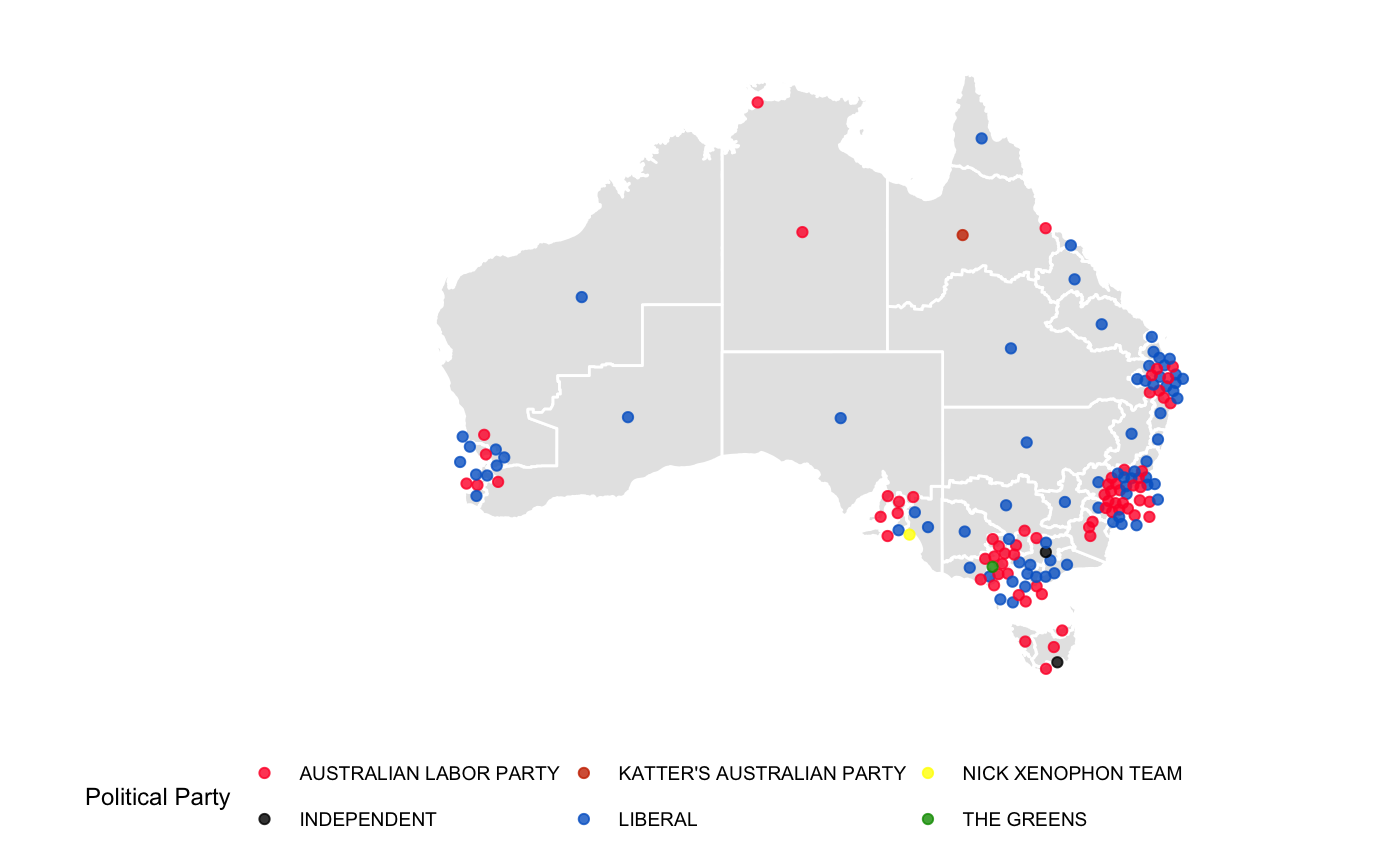 AUSTRALIAN LABOR PARTY KATTER'S AUSTRALIAN PARTY NICK XENOPHON TEAM
Political Party
INDEPENDENT LIBERAL THE GREENS